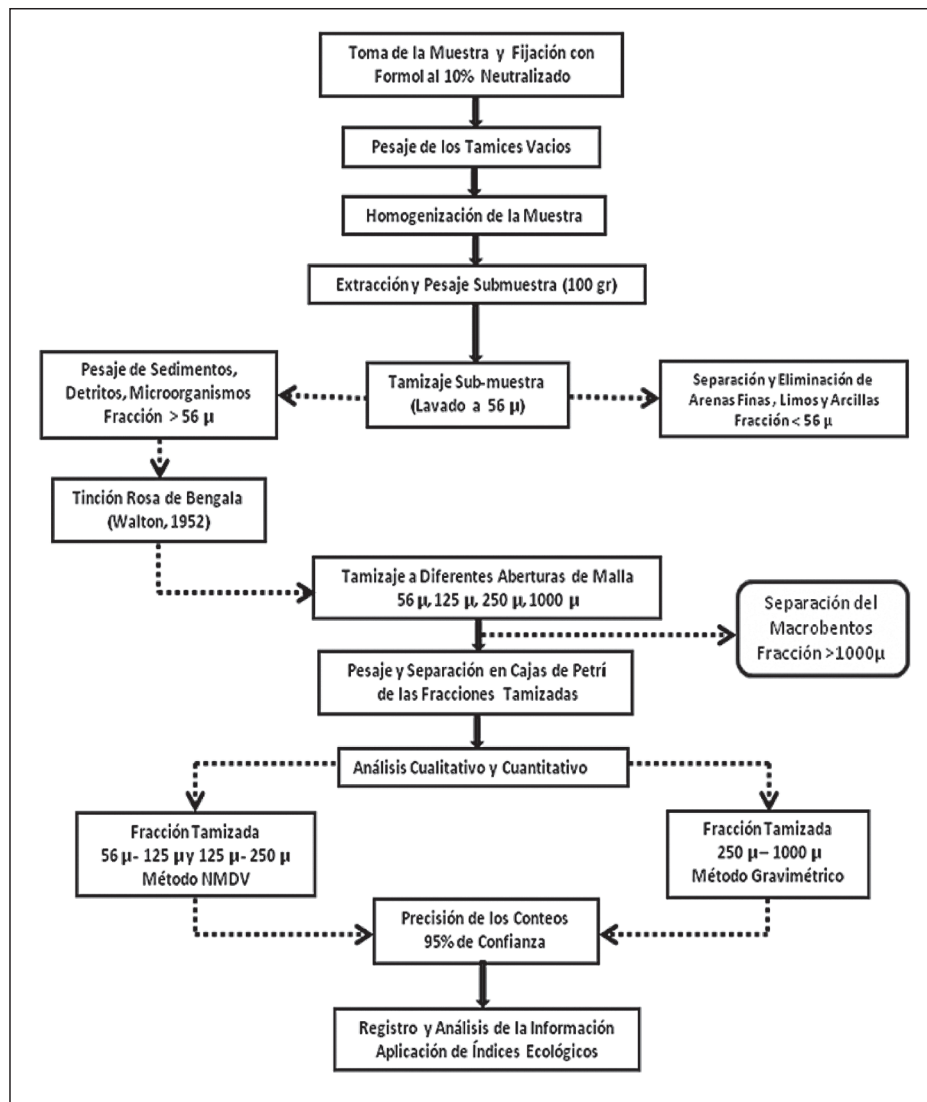 Toma de la Muestra y Fijación con
Formol al 10% Neutralizado
Pesaje de los Tamices Vacios
Homogenización de la Muestra
Extracción y Pesaje Submuestra (100 gr)
Pesaje de Sedimentos,
Detritos, Microorganismos
Fracción > 56 µ
Tamizaje Sub-muestra
(Lavado a 56 µ)
Separación y Eliminación de
Arenas Finas, Limos y Arcillas
Fracción < 56 µ
Tinción Rosa de Bengala
(Walton, 1952)
Tamizaje a Diferentes Aberturas de Malla
56 µ, 125 µ, 250 µ, 1000 µ
Separación del
Macrobentos
Fracción >1000µ
Pesaje y Separación en Cajas de Petrí
de las Fracciones Tamizadas
Análisis Cualitativo y Cuantitativo
Fracción Tamizada
56 µ- 125 µ y 125 µ- 250 µ
Método NMDV
Fracción Tamizada
250 µ– 1000 µ
Método Gravimétrico
Precisión de los Conteos
95% de Confianza
Registro y Análisis de la Información
Aplicación de Índices Ecológicos